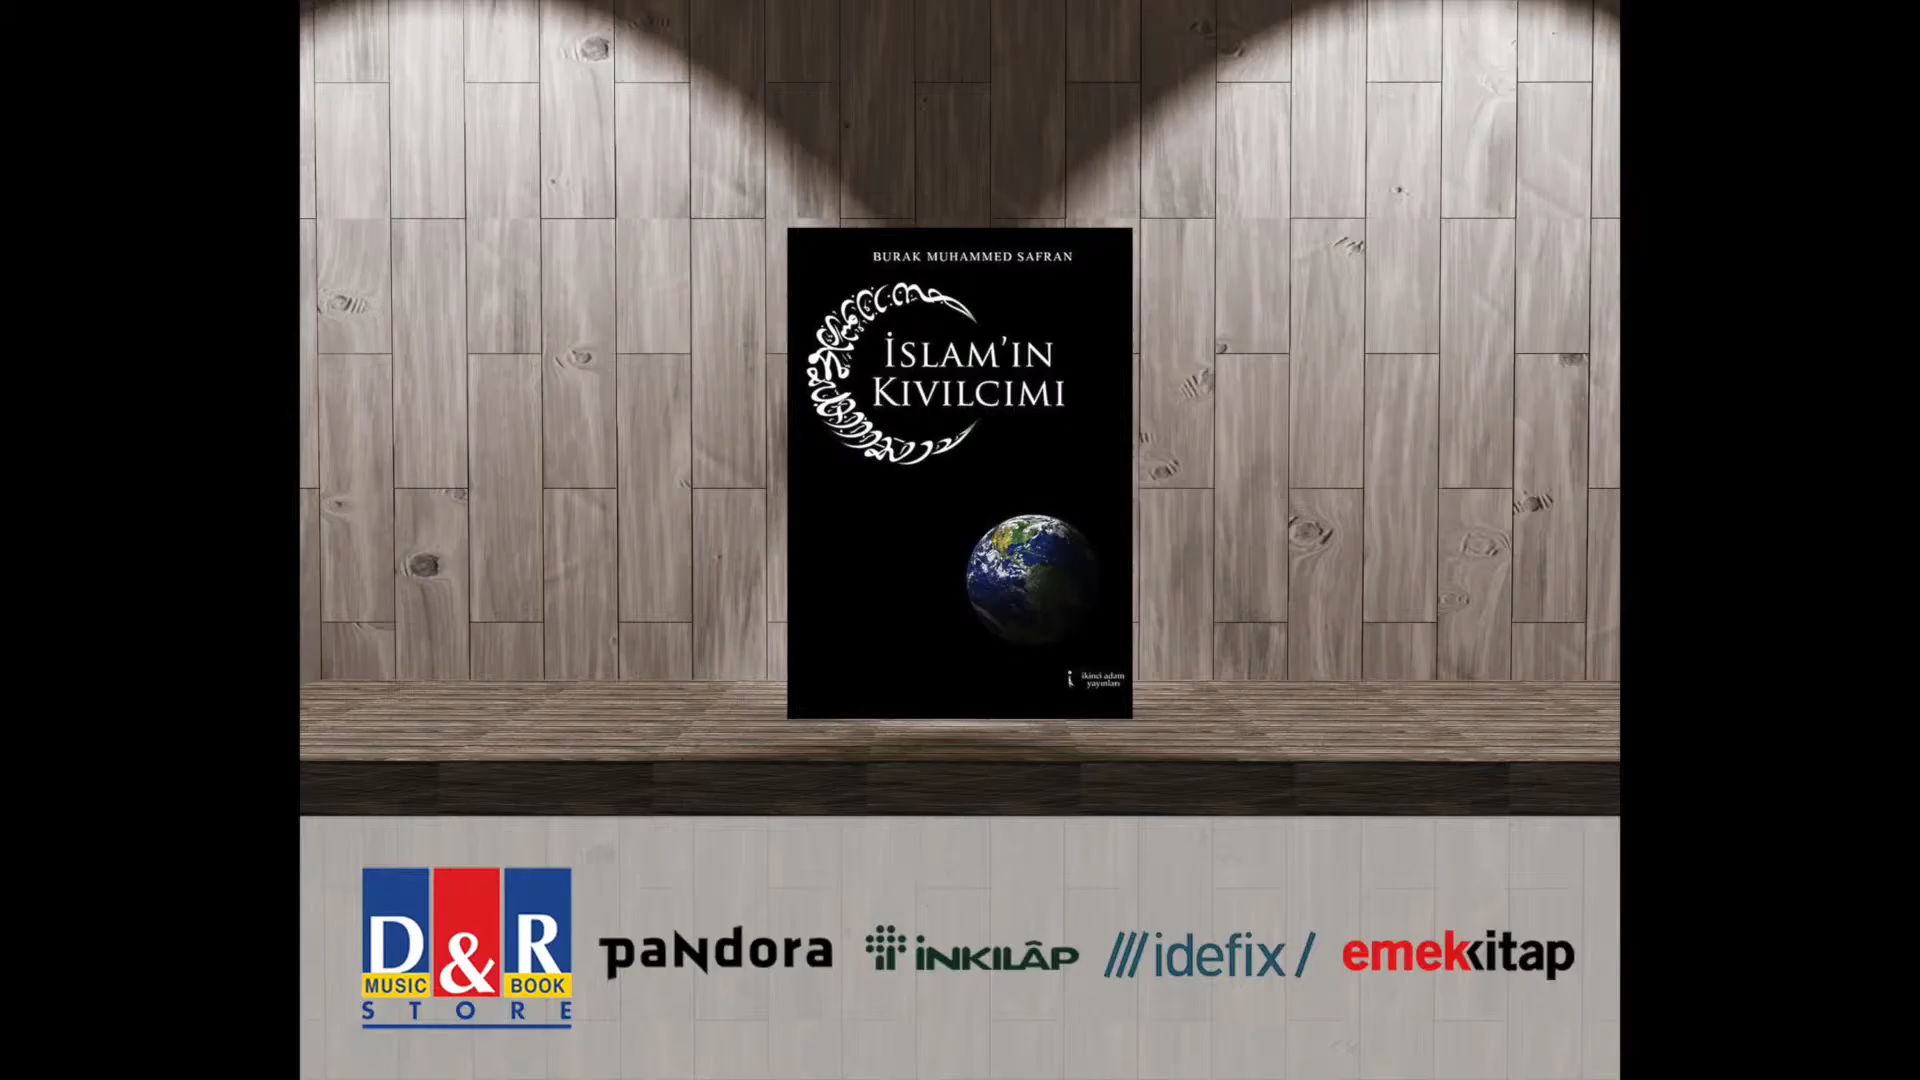 BURAK MUHAMMED SAFRAN
İSLAM’IN
KIVILCIMI
ikinci adam
yayınları
D&R
MUSIC BOOK
STORE
paNdora
İNKILÂP
idefix /
emekkitap